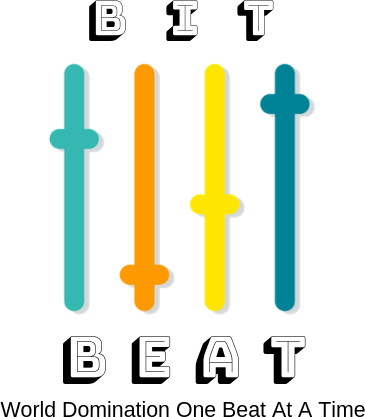 BIT
BEAT
World Domination One Beat At A Time